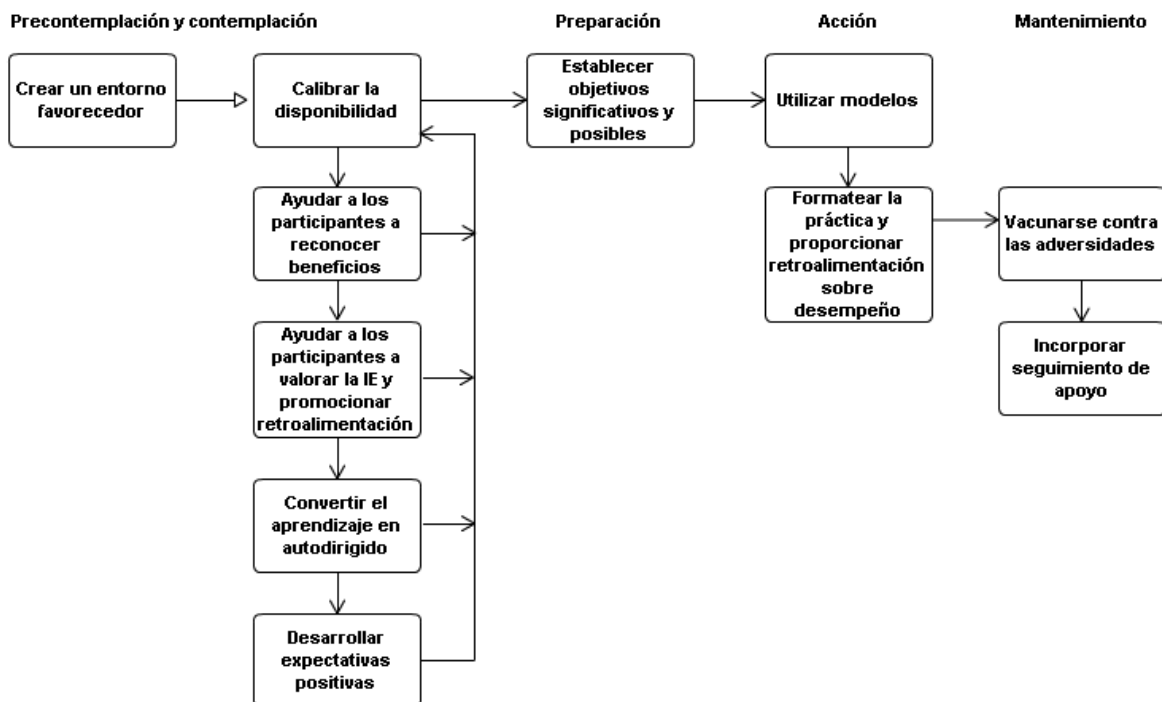 Precontemplación y contemplación
Preparación
Acción
Mantenimiento
Crear un entorno
favorecedor
Calibrar la
disponibilidad
Establecer
objetivos
significativos y
posibles
Utilizar modelos
Ayudar a los
participantes a
reconocer
beneficios
Formatear la
práctica y
proporcionar
retroalimentación
sobre
desempeño
Vacunarse contra
las adversidades
Ayudar a los
participantes a
valorar la IE y
promocionar
retroalimentación
Incorporar
seguimiento de
apoyo
Convertir el
aprendizaje en
autodirigido
Desarrollar
expectativas
positivas